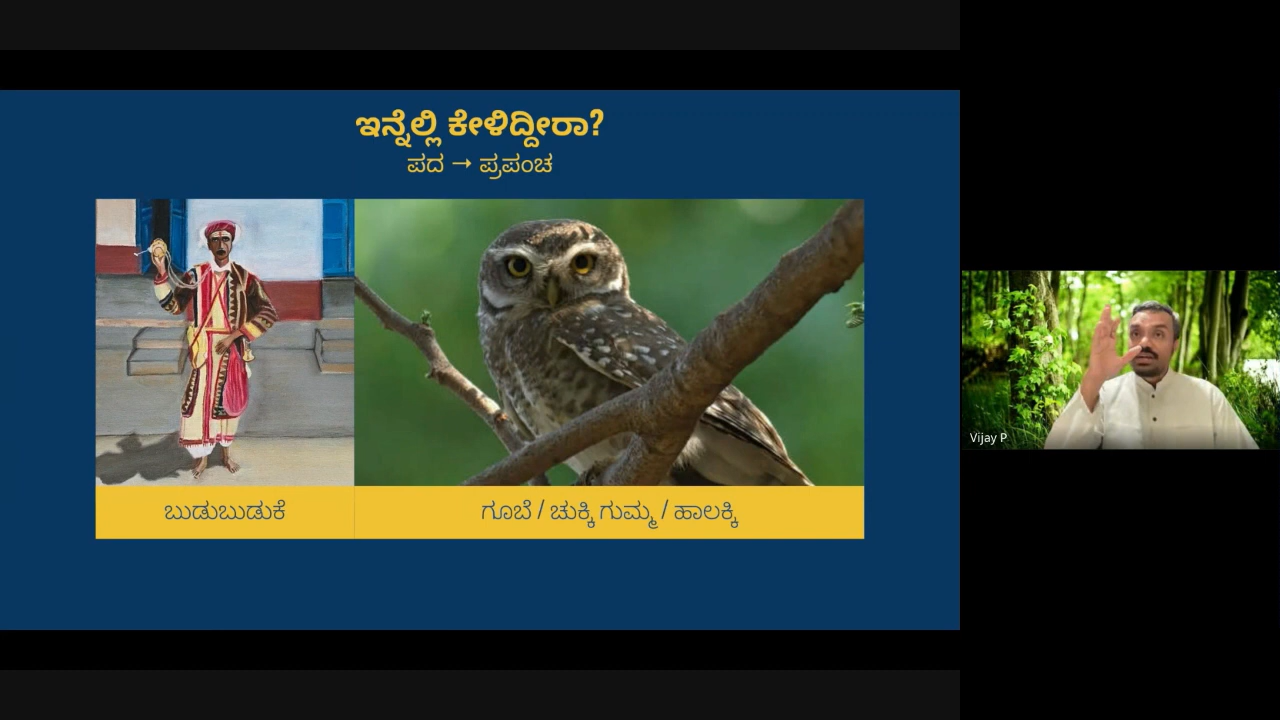 ಇನ್ನೆಲ್ಲಿ ಕೇಳಿದ್ದೀರಾ?
ಪದ → ಪ್ರಪಂಚ
ಬುಡುಬುಡುಕೆ
ಗೂಬೆ / ಚುಕ್ಕಿ ಗುಮ್ಮ / ಹಾಲಕ್ಕಿ
Vijay P